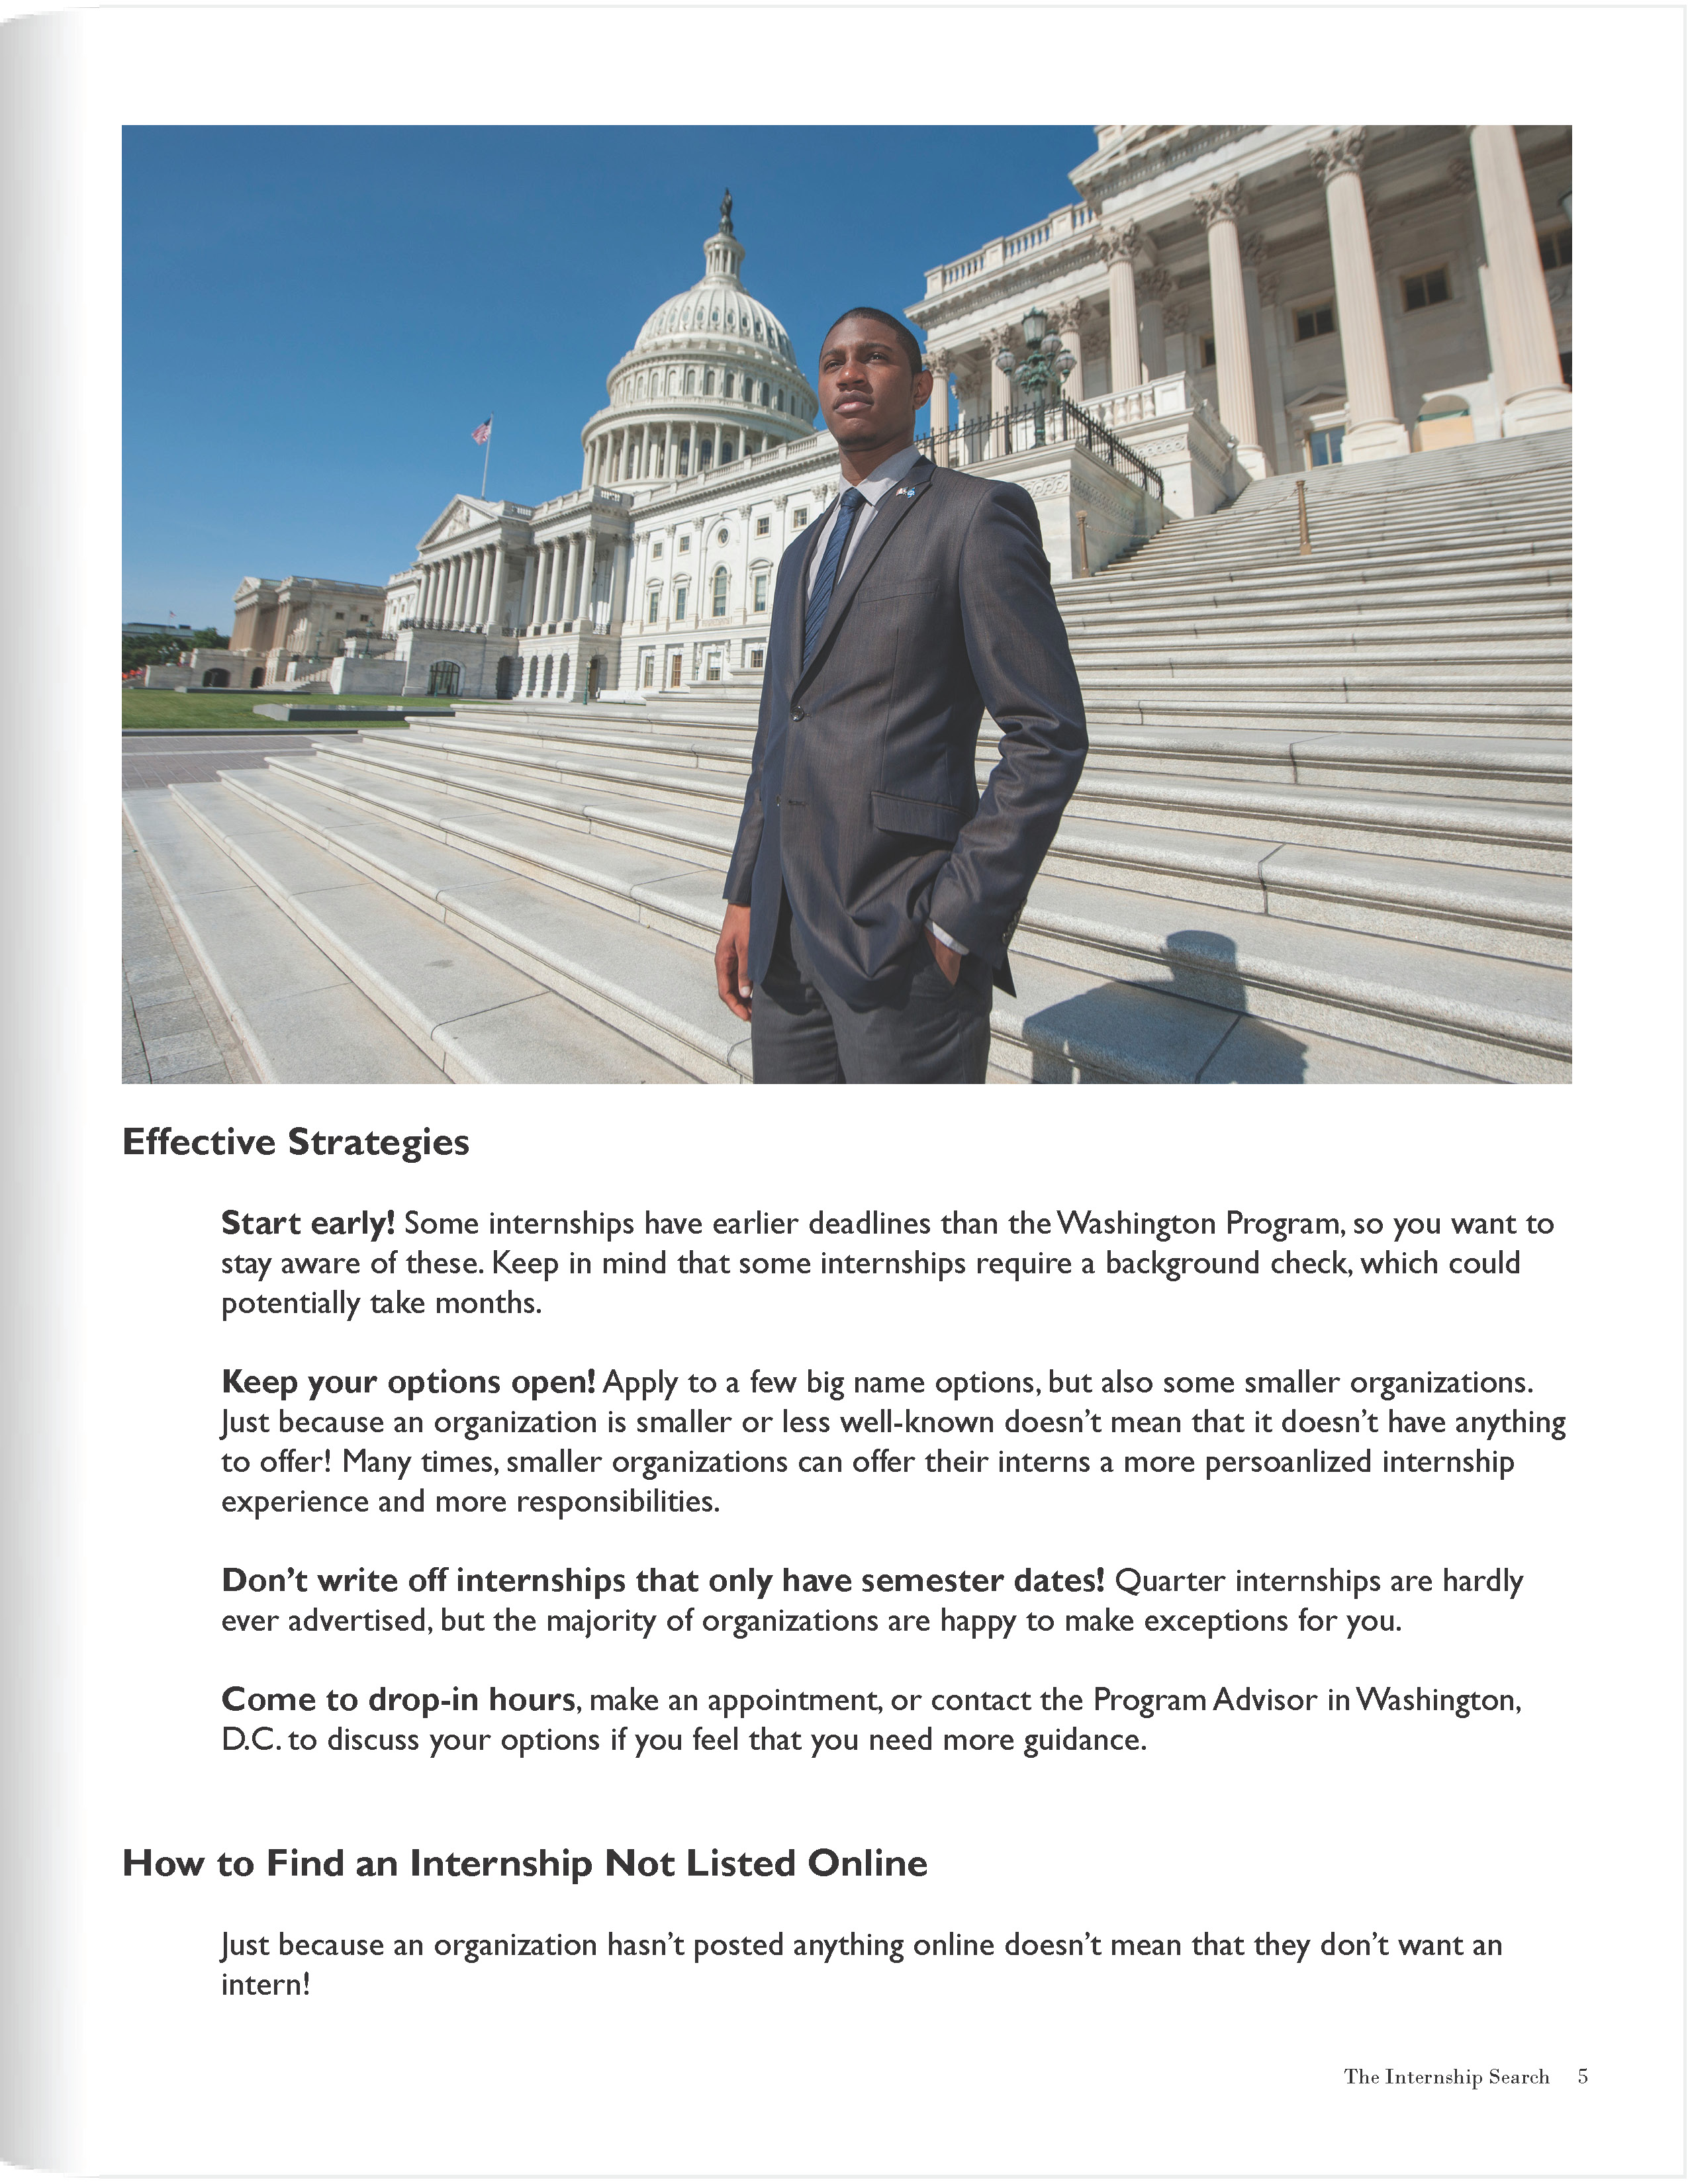 Effective Strategies
Start early! Some internships have earlier deadlines than the Washington Program, so you want to
stay aware of these. Keep in mind that some internships require a background check, which could
potentially take months.
Keep your options open! Apply to a few big name options, but also some smaller organizations.
Just because an organization is smaller or less well-known doesn’t mean that it doesn’t have anything
to offer! Many times, smaller organizations can offer their interns a more persoanlized internship
experience and more responsibilities.
Don’t write off internships that only have semester dates! Quarter internships are hardly
ever advertised, but the majority of organizations are happy to make exceptions for you.
Come to drop-in hours, make an appointment, or contact the Program Advisor in Washington,
D.C. to discuss your options if you feel that you need more guidance.
How to Find an Internship Not Listed Online
Just because an organization hasn’t posted anything online doesn’t mean that they don’t want an
intern!
The Internship Search 5